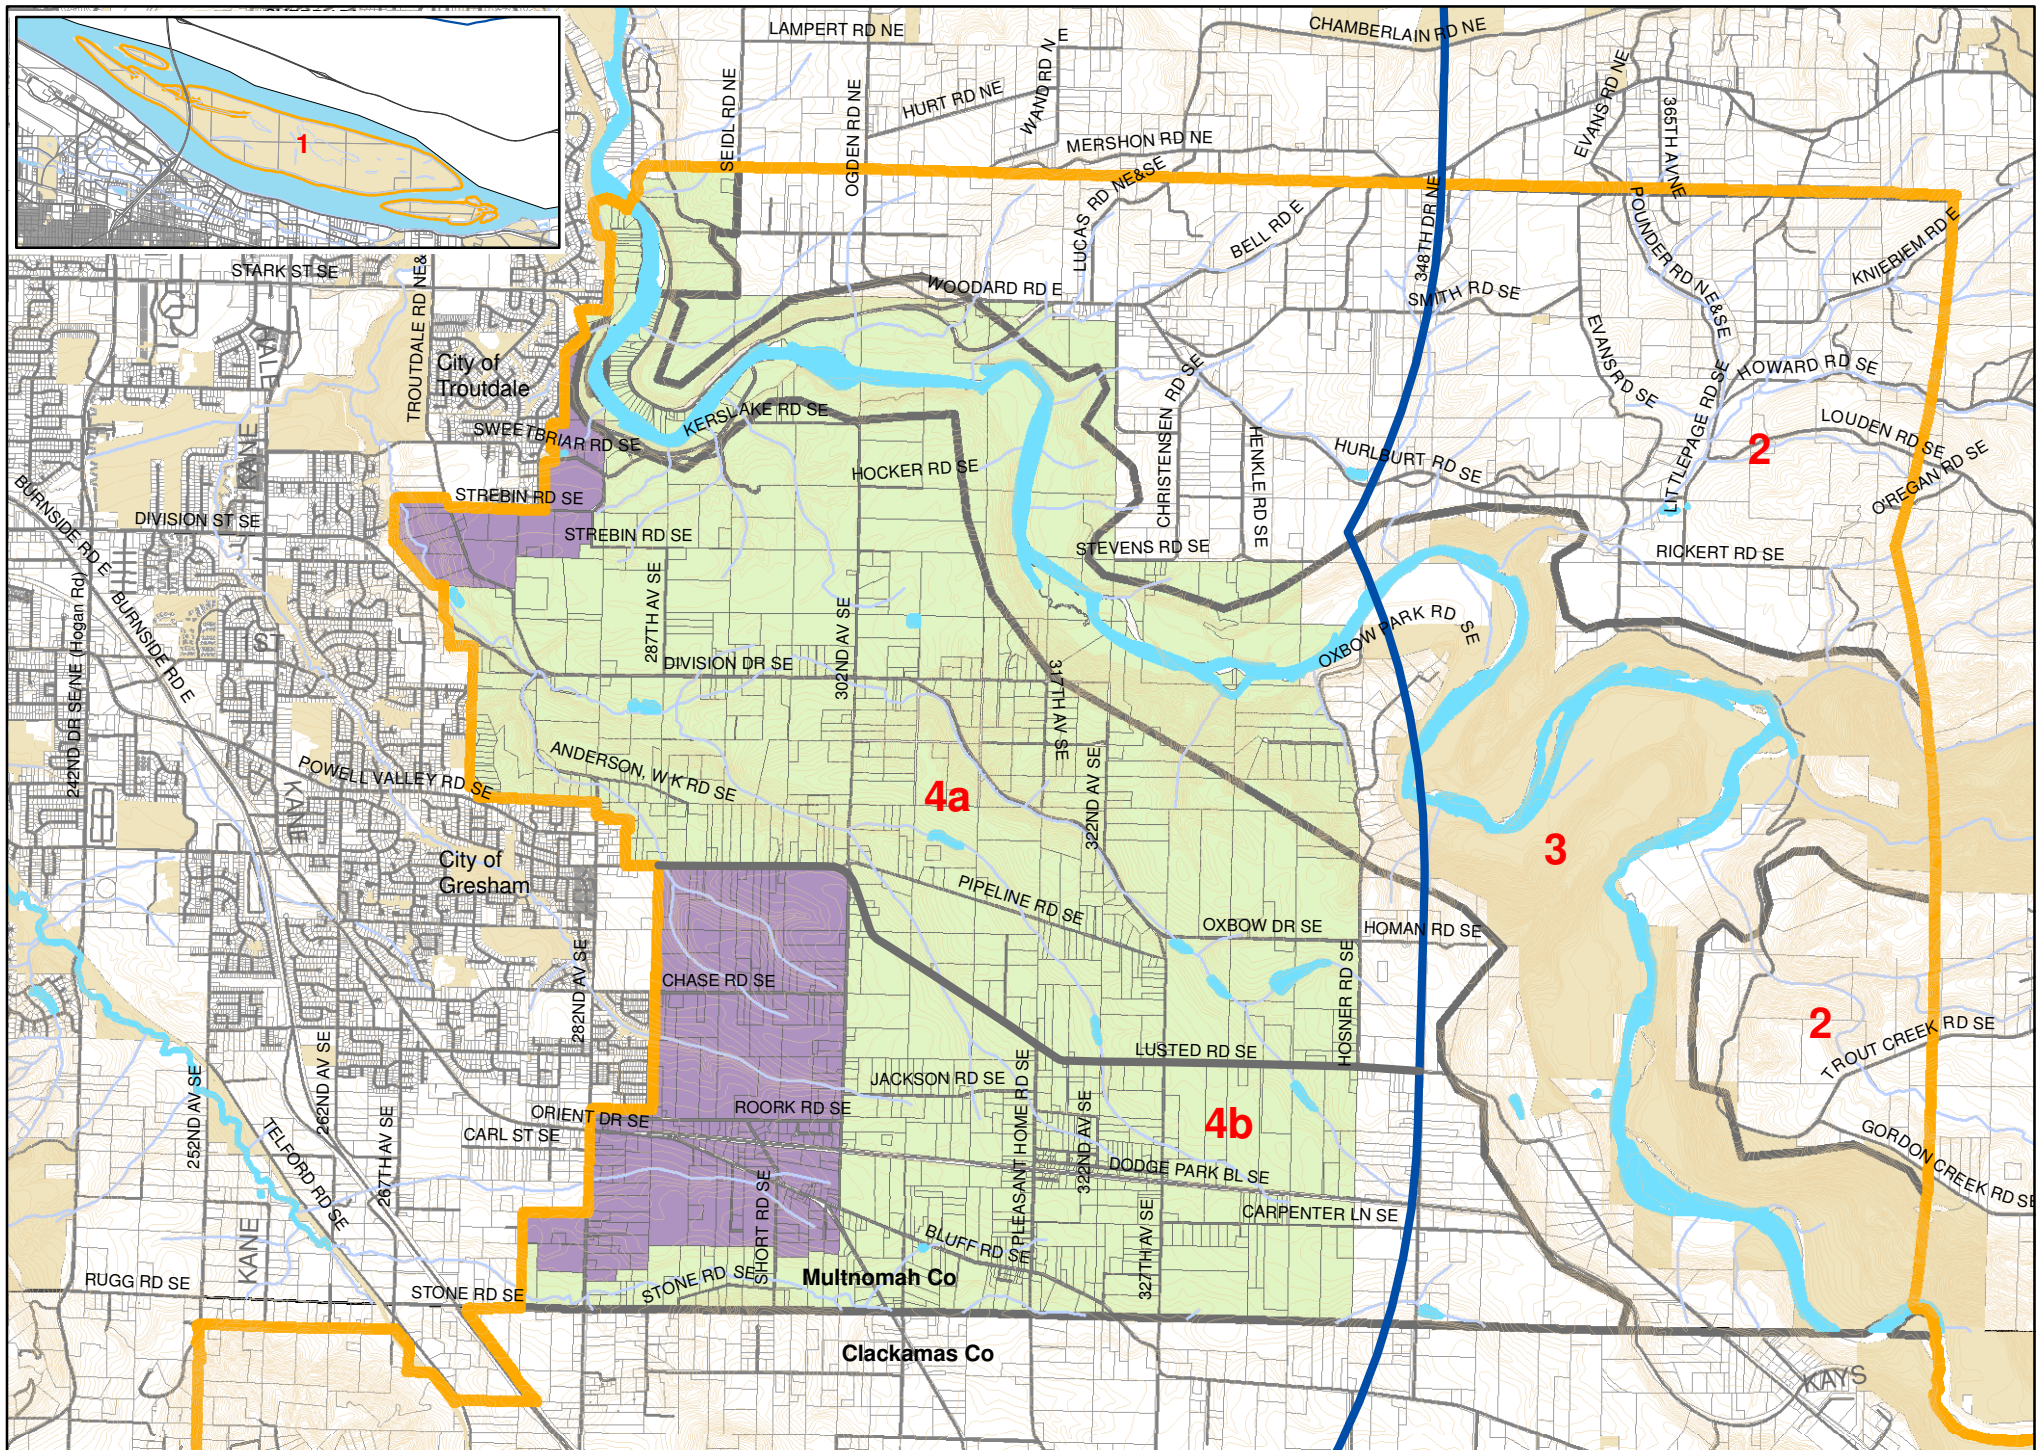 LAMPERT RD NE
CHAMBERLAIN RD NE
WAND RD N E
HURT RD NE
SEIDL RD NE
OGDEN RD NE
MERSHON RD NE
EVANS RD NE
365TH AVNE
1
LUCAS RD NE&SE
BELL RD E
348TH DR NE
POUNDER RD NE&SE
KNIERIEM RD E
STARK ST SE
TROUTDALE RD NE&
WOODARD RD E
SMITH RD SE
EVANS RD SE
HOWARD RD SE
City of
Troutdale
KERSLAKE RD SE
SWEETBRIAR RD SE
CHRISTENSEN RD SE
HENKLE RD SE
HURLBURT RD SE
LITTLEPAGE RD SE
2
LOUDEN RD SE
O'REGAN RD SE
KANE
HOCKER RD SE
STREBIN RD SE
BURNSIDE RD E
DIVISION ST SE
STREBIN RD SE
STEVENS RD SE
RICKERT RD SE
242ND DR SE/NE (Hogan Rd)
BURNSIDE RD E
ST
287TH AV SE
302ND AV SE
OXBOW PARK RD SE
DIVISION DR SE
317TH AV SE
ANDERSON, W K RD SE
POWELL VALLEY RD SE
KANE
4a
322ND AV SE
3
City of
Gresham
PIPELINE RD SE
OXBOW DR SE
HOMAN RD SE
282ND AV SE
CHASE RD SE
HOSNER RD SE
2
TROUT CREEK RD SE
LUSTED RD SE
JACKSON RD SE
252ND AV SE
262ND AV SE
267TH AV SE
ORIENT DR SE
ROORK RD SE
CARL ST SE
PLEASANT HOME RD SE
322ND AV SE
4b
GORDON CREEK RD SE
TELFORD RD SE
DODGE PARK BL SE
CARPENTER LN SE
SHORT RD SE
BLUFF RD SE
327TH AV SE
KANE
RUGG RD SE
STONE RD SE
STONE RD SE
Multnomah Co
Clackamas Co
KAYS